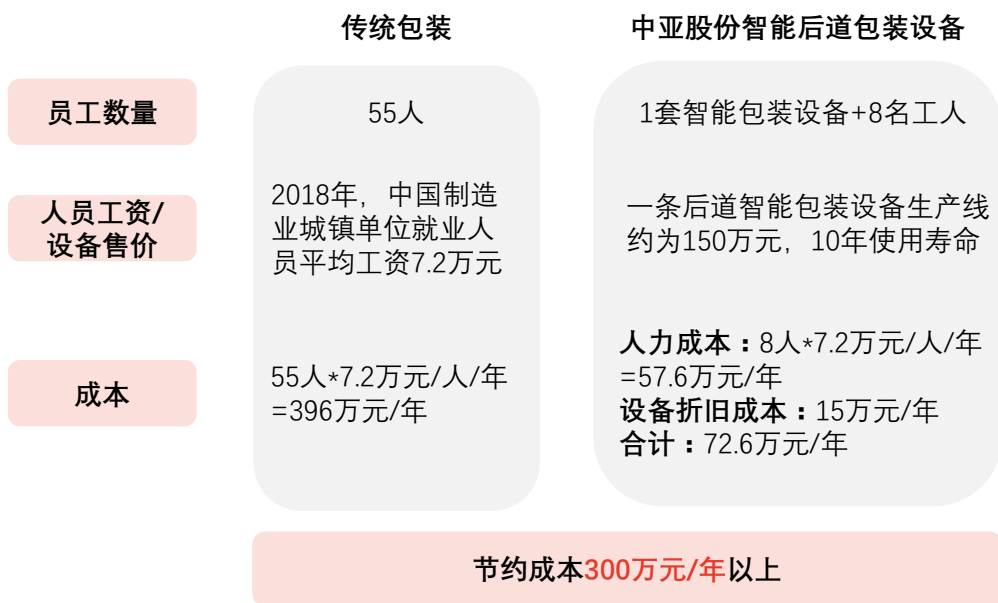 传统包装
中亚股份智能后道包装设备
员工数量
55人
1套智能包装设备+8名工人
人员工资/
设备售价
2018年，中国制造
业城镇单位就业人
员平均工资7.2万元
一条后道智能包装设备生产线
约为150万元，10年使用寿命
成本
55人*7.2万元/人/年
=396万元/年
人力成本：8人*7.2万元/人/年
=57.6万元/年
设备折旧成本：15万元/年
合计：72.6万元/年
节约成本300万元/年以上